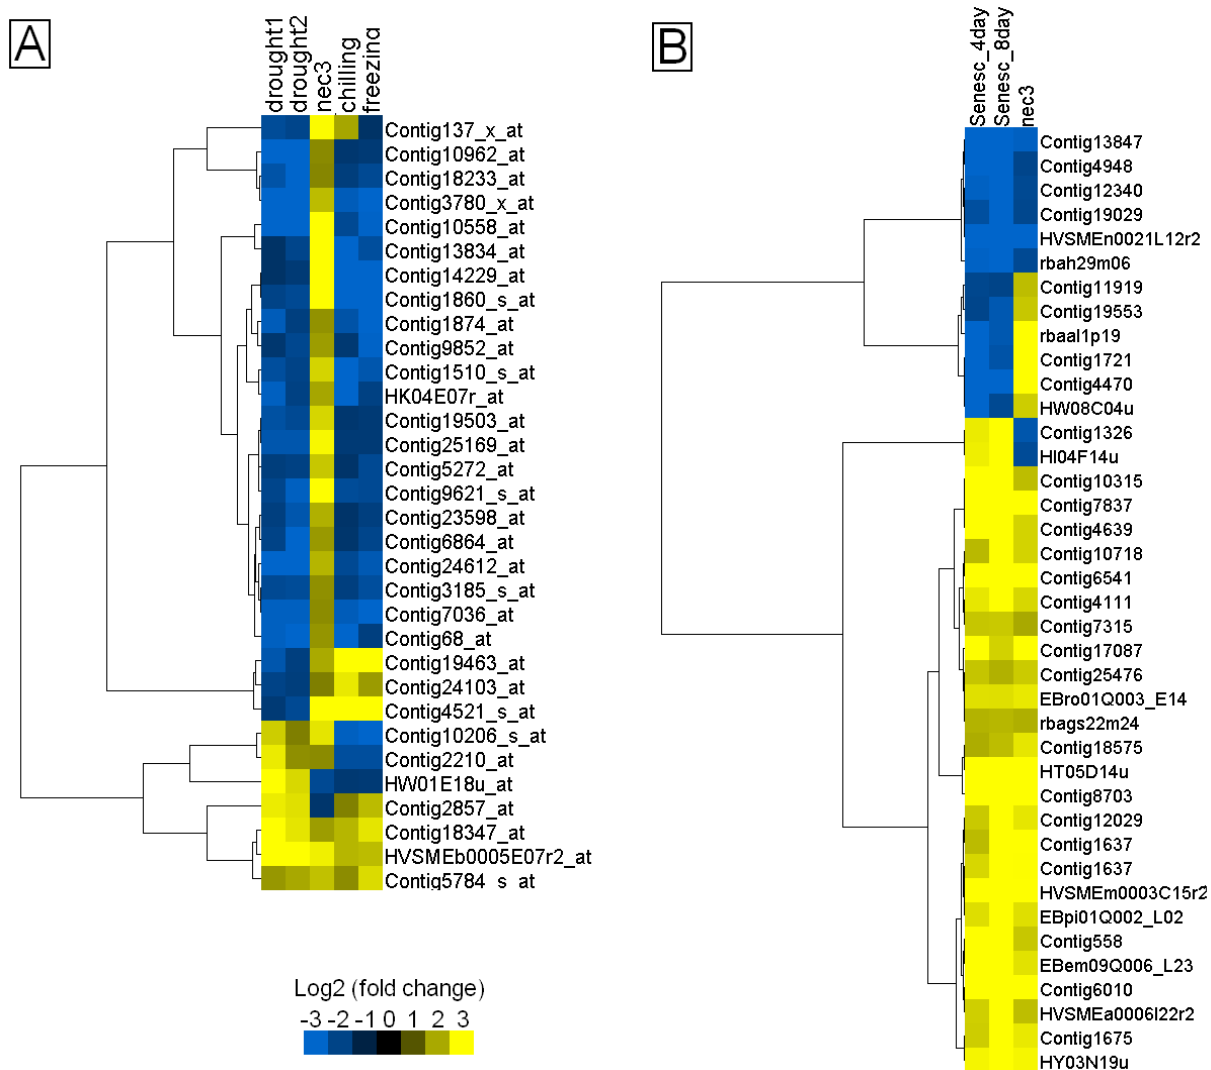 A
drought1
drought2
nec3
chilling
freezing
Contig137_x_at
Contig10962_at
Contig18233_at
Contig3780_x_at
Contig10558_at
Contig13834_at
Contig14229_at
Contig1860_s_at
Contig1874_at
Contig9852_at
Contig1510_s_at
HK04E07r_at
Contig19503_at
Contig25169_at
Contig5272_at
Contig9621_s_at
Contig23598_at
Contig6864_at
Contig24612_at
Contig3185_s_at
Contig7036_at
Contig68_at
Contig19463_at
Contig24103_at
Contig4521_s_at
Contig10206_s_at
Contig2210_at
HW01E18u_at
Contig2857_at
Contig18347_at
HVSMEb0005E07r2_at
Contig5784_s_at
Log2 (fold change)
-3 -2 -1 0 1 2 3
B
Senesc_4day
Senesc_8day
nec3
Contig13847
Contig4948
Contig12340
Contig19029
HVSMEn0021L12r2
rbah29m06
Contig11919
Contig19553
rbaal1p19
Contig1721
Contig4470
HW08C04u
Contig1326
HI04F14u
Contig10315
Contig7837
Contig4639
Contig10718
Contig6541
Contig4111
Contig7315
Contig17087
Contig25476
EBro01Q003_E14
rbags22m24
Contig18575
HT05D14u
Contig8703
Contig12029
Contig1637
Contig1637
HVSMEm0003C15r2
EBpi01Q002_L02
Contig558
EBem09Q006_L23
Contig6010
HVSMEa0006I22r2
Contig1675
HY03N19u